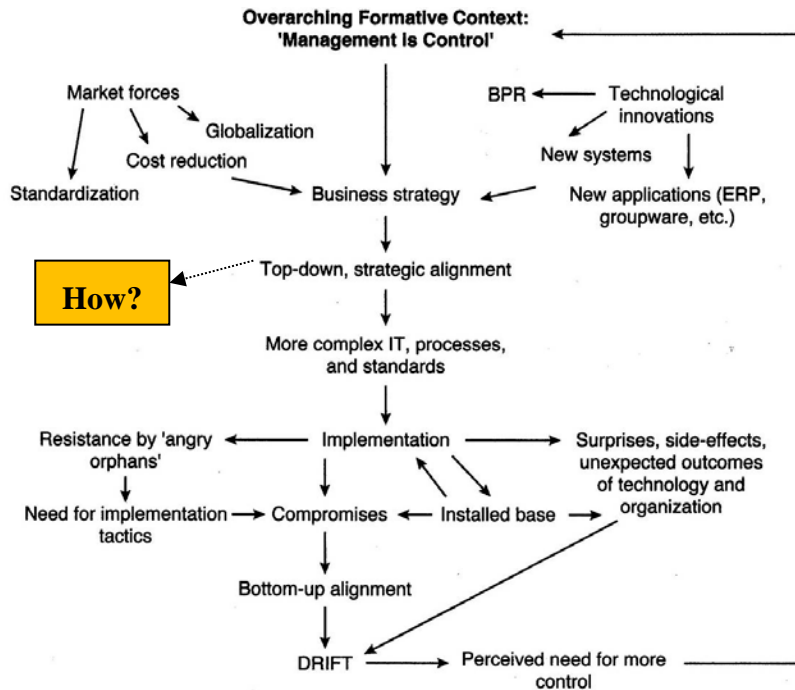 Overarching Formative Context:
'Management is Control'
Market forces
BPR
Technological
innovations
Globalization
Cost reduction
New systems
Standardization
Business strategy
New applications (ERP,
groupware, etc.)
Top-down, strategic alignment
How?
More complex IT, processes,
and standards
Resistance by 'angry
orphans'
Implementation
Surprises, side-effects,
unexpected outcomes
of technology and
organization
Need for implementation
tactics
Compromises
Installed base
Bottom-up alignment
DRIFT
Perceived need for more
control